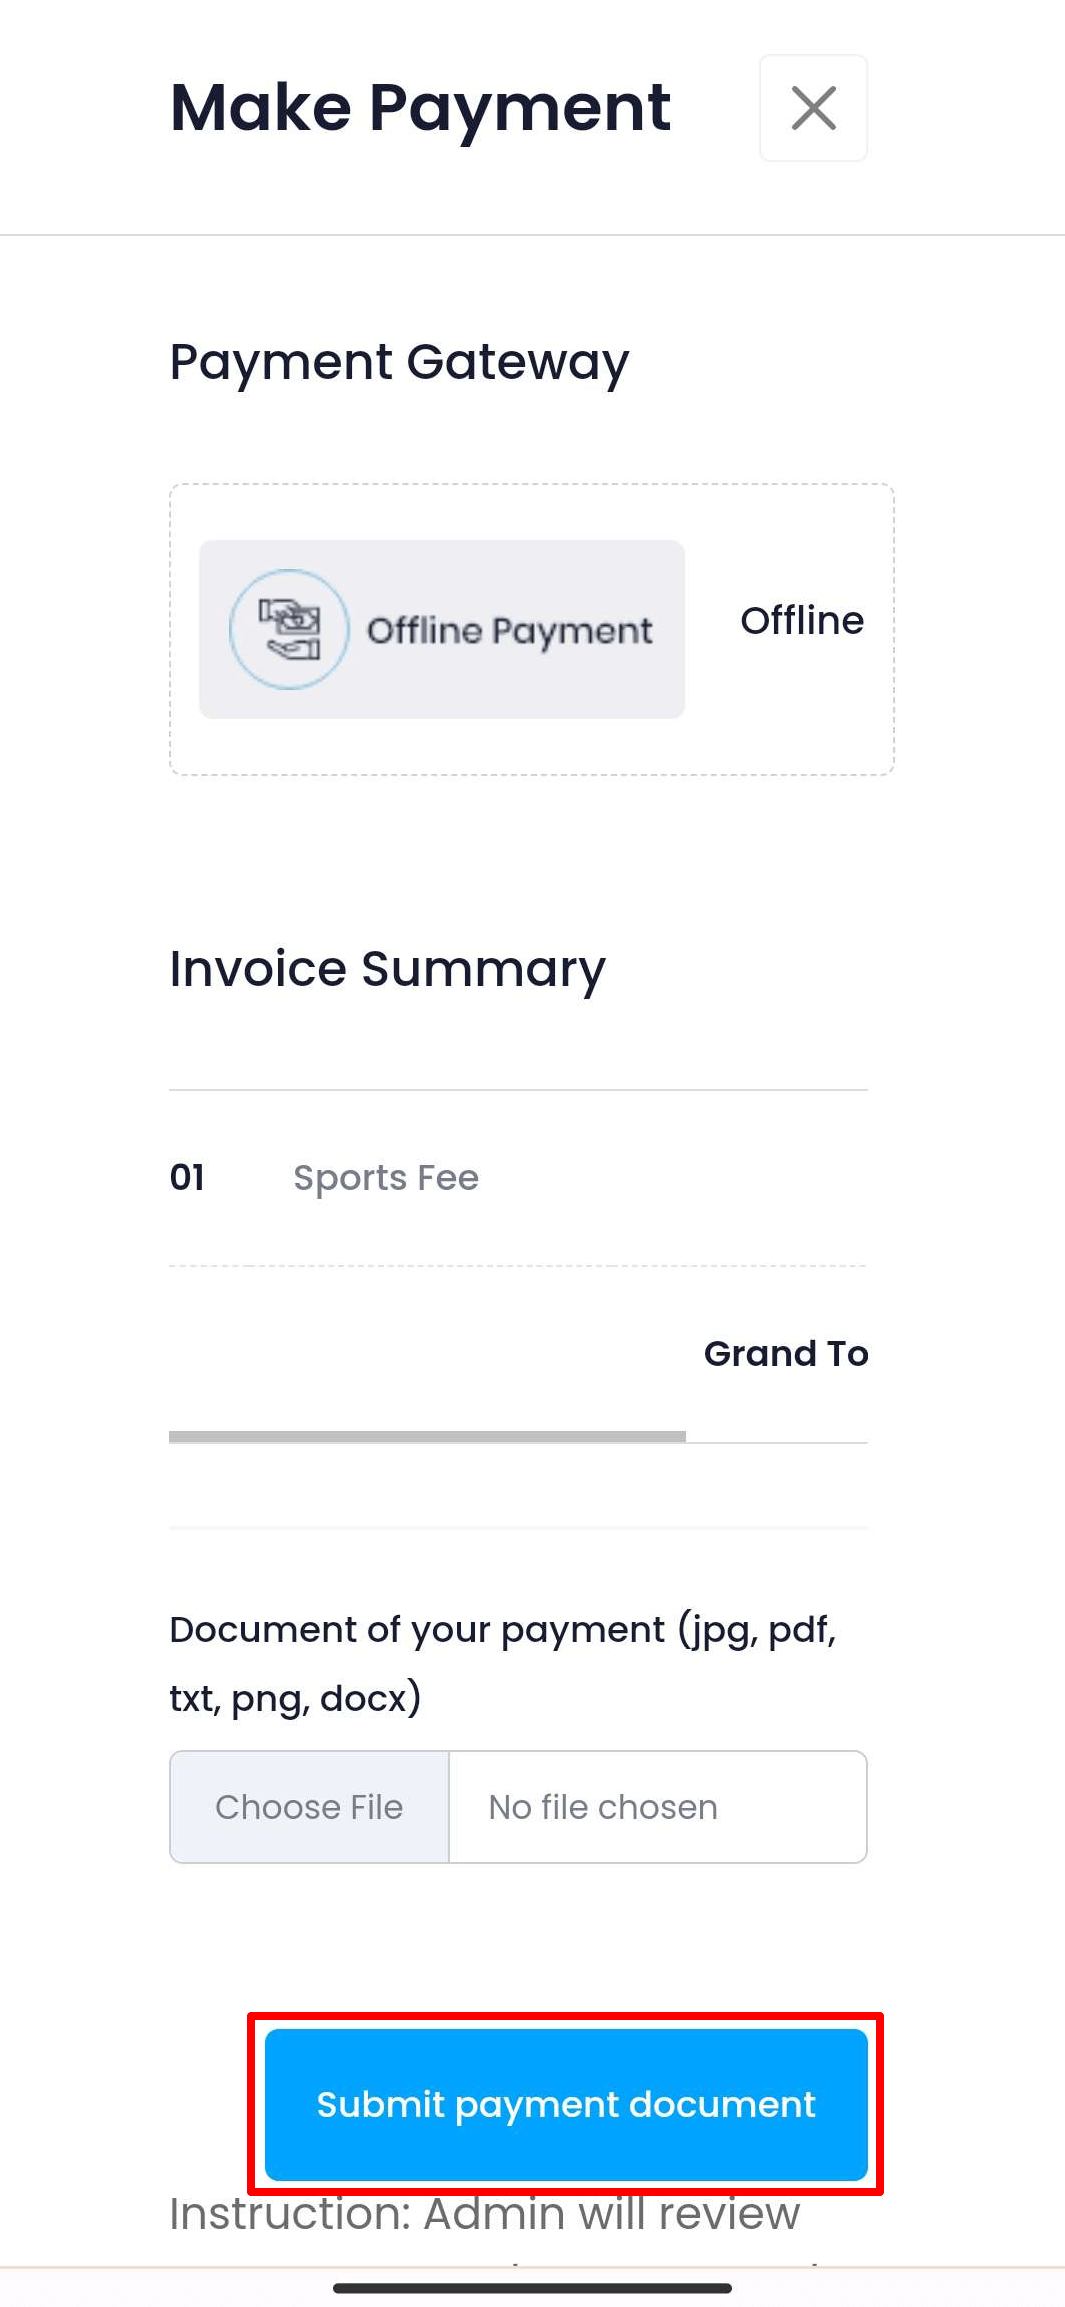 Make Payment
Payment Gateway
Offline Payment
Offline
Invoice Summary
01 Sports Fee
Grand To
Document of your payment (jpg, pdf,
txt, png, docx)
Choose File No file chosen
Submit payment document
Instruction: Admin will review